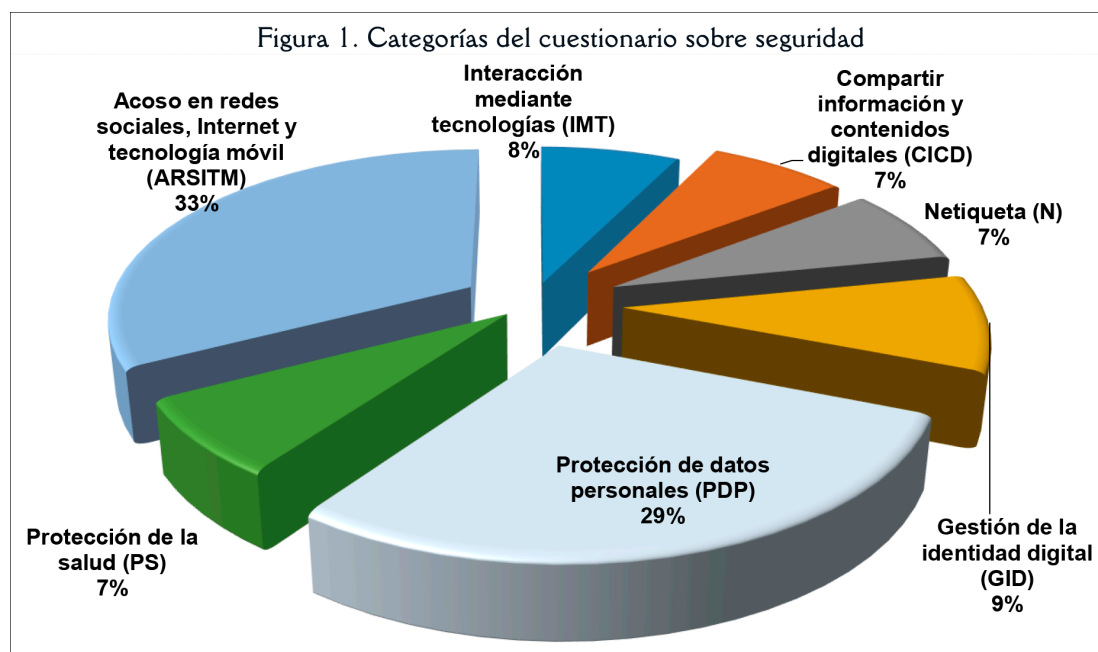 Figura 1. Categorías del cuestionario sobre seguridad
Acoso en redes
sociales, Internet y
tecnología móvil
(ARSITM)
33%
Interacción
mediante
tecnologías (IMT)
8%
Compartir
información y
contenidos
digitales (CICD)
7%
Netiqueta (N)
7%
Gestión de la
identidad digital
(GID)
9%
Protección de datos
personales (PDP)
29%
Protección de la
salud (PS)
7%